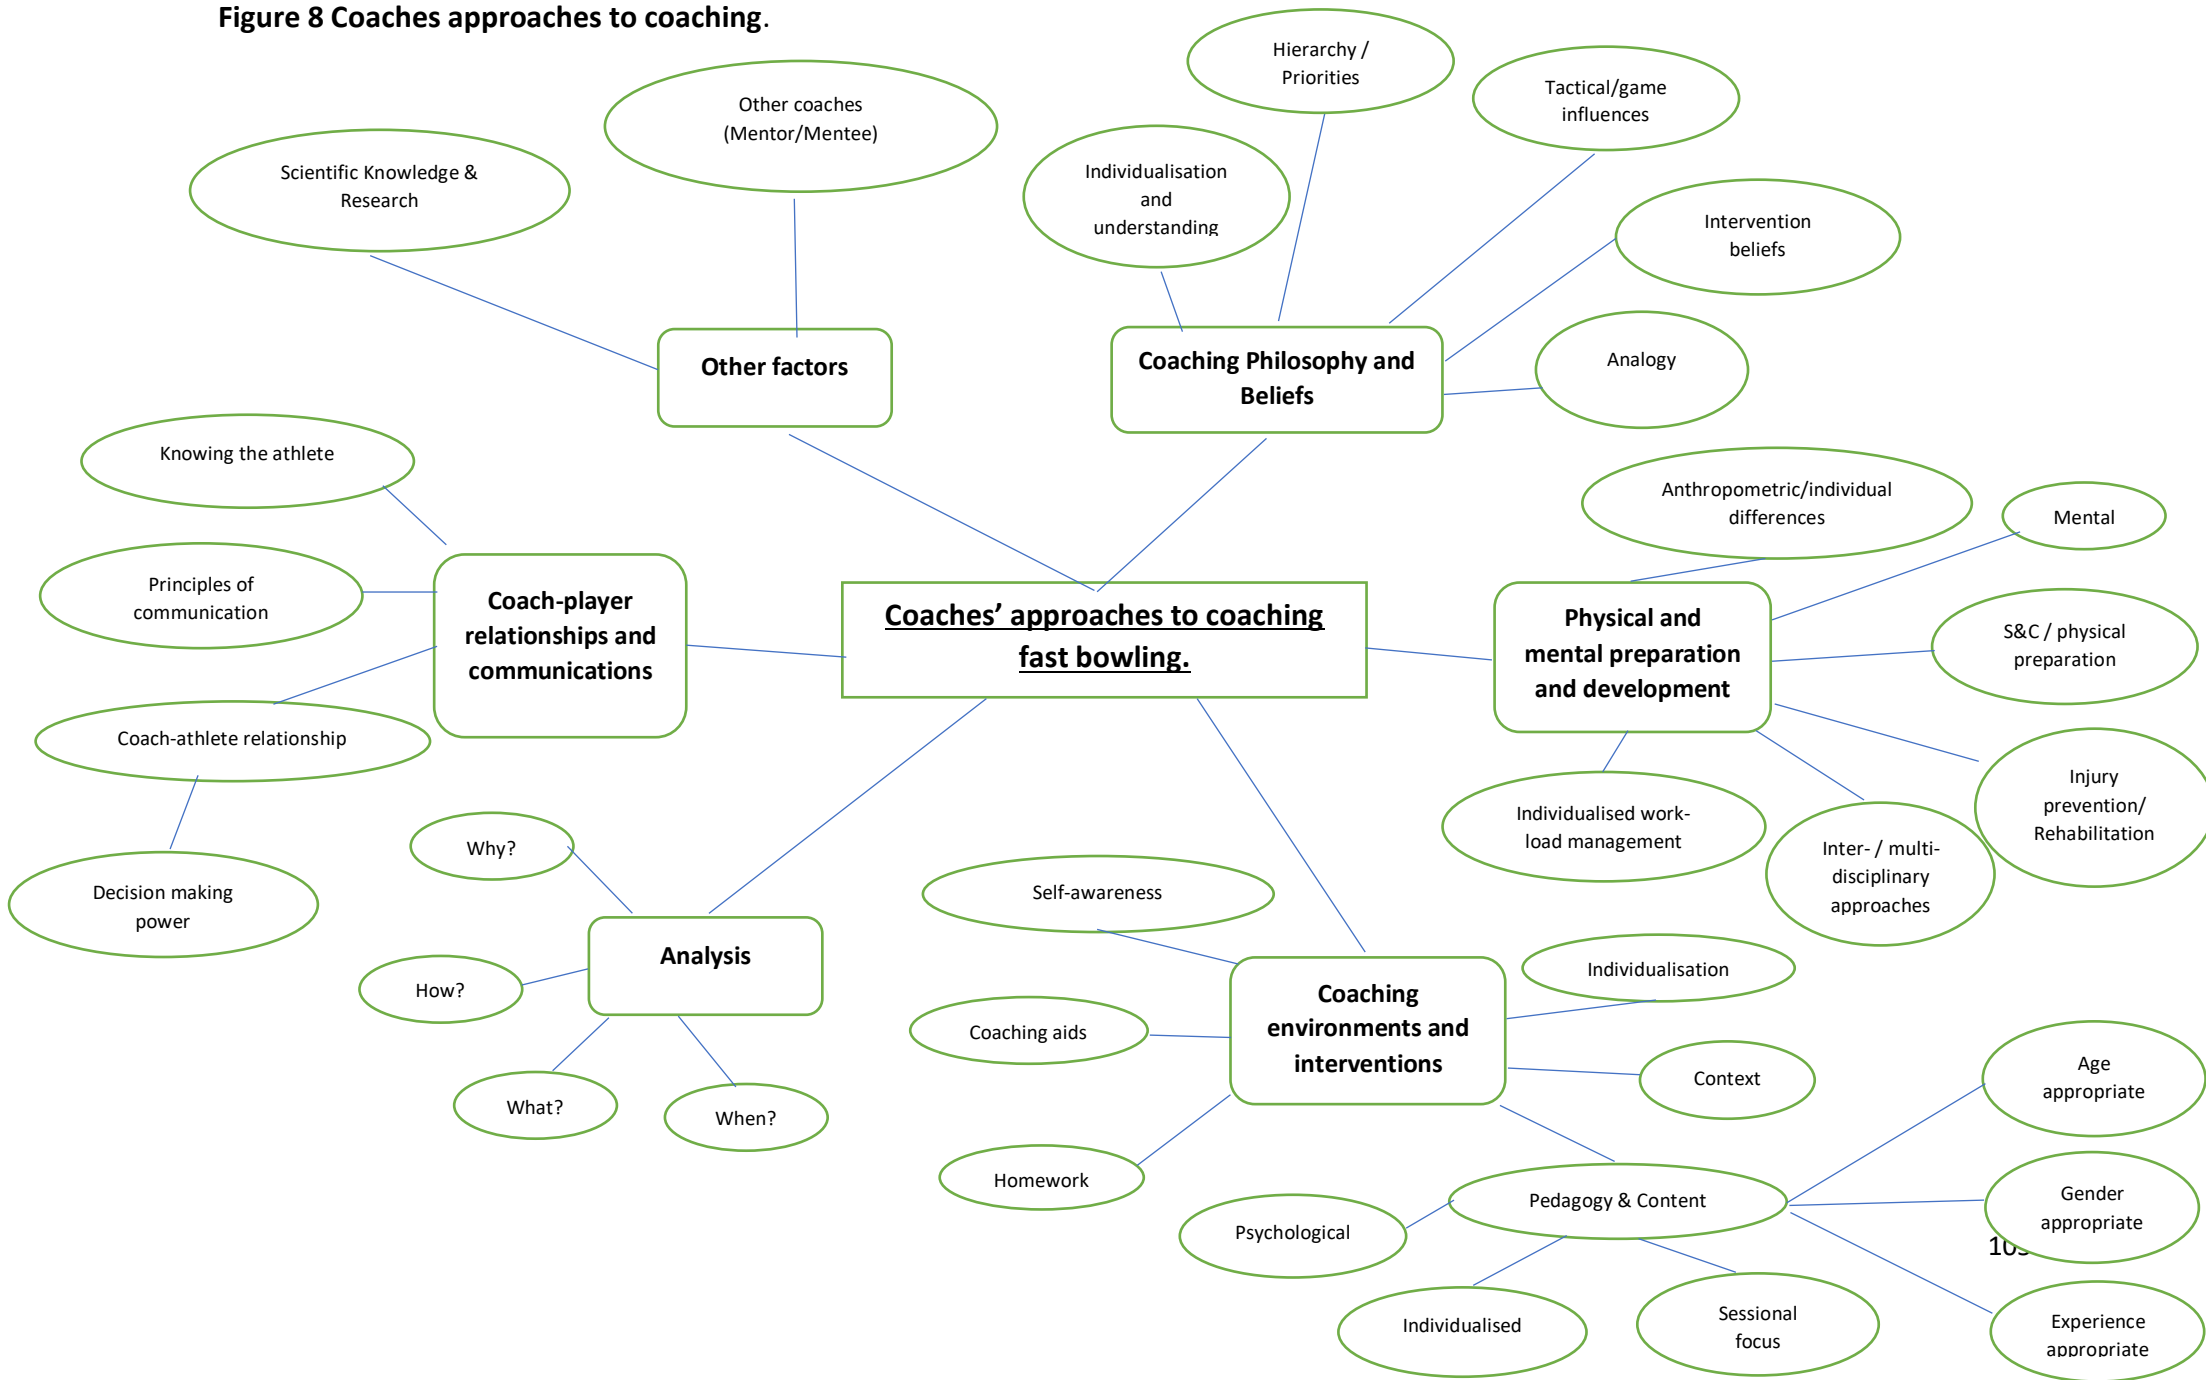 Figure 8 Coaches approaches to coaching.
Hierarchy /
Priorities
Other coaches
(Mentor/Mentee)
Tactical/game
influences
Scientific Knowledge &
Research
Individualisation
and
understanding
Intervention
beliefs
Other factors
Coaching Philosophy and
Beliefs
Analogy
Knowing the athlete
Anthropometric/individual
differences
Mental
Principles of
communication
Coach-player
relationships and
communications
Coaches’ approaches to coaching
fast bowling.
Physical and
mental preparation
and development
S&C / physical
preparation
Coach-athlete relationship
Injury
prevention/
Rehabilitation
Individualised work-
load management
Inter- / multi-
disciplinary
approaches
Why?
Decision making
power
Self-awareness
Analysis
Individualisation
How?
Coaching
environments and
interventions
Coaching aids
Context
Age
appropriate
What?
When?
Homework
Pedagogy & Content
Gender
appropriate
Psychological
Individualised
Sessional
focus
Experience
appropriate